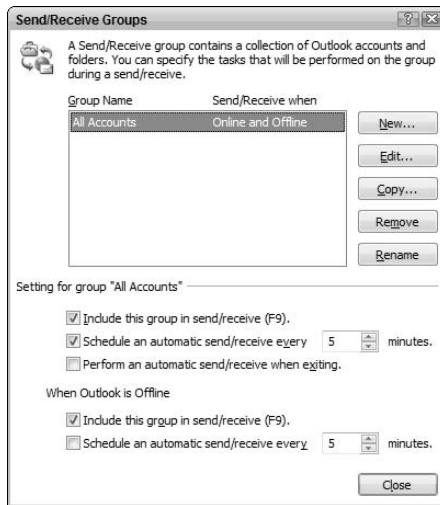 Send/Receive Groups
A Send/Receive group contains a collection of Outlook accounts and
folders. You can specify the tasks that will be performed on the group
during a send/receive.
Group Name Send/Receive when
All Accounts Online and Offline
New...
Edit...
Copy...
Remove
Rename
Setting for group "All Accounts"
Include this group in send/receive (F9).
Schedule an automatic send/receive every 5 minutes.
Perform an automatic send/receive when exiting.
When Outlook is Offline
Include this group in send/receive (F9).
Schedule an automatic send/receive every 5 minutes.
Close